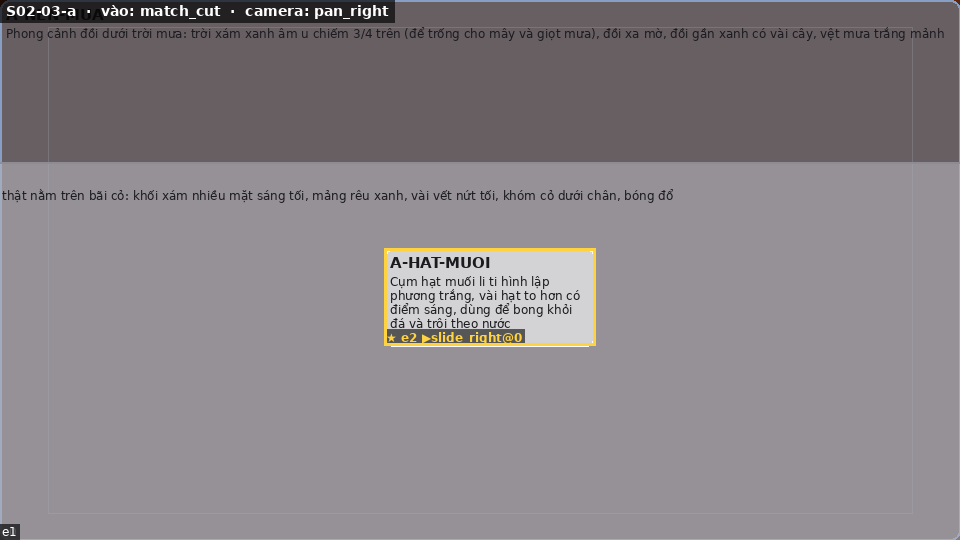 S02-03-a · vào: match_cut · camera: pan_right
Phong cảnh đồi dưới trời mưa: trời xám xanh âm u chiếm 3/4 trên (để trống cho mây và giọt mưa), đồi xa mờ, đồi gần xanh có vài cây, vệt mưa trắng mảnh
thật nằm trên bãi cỏ: khối xám nhiều mặt sáng tối, mảng rêu xanh, vài vết nứt tối, khóm cỏ dưới chân, bóng đổ
A-HAT-MUOI
Cụm hạt muối li ti hình lập
phương trắng, vài hạt to hơn có
điểm sáng, dùng để bong khỏi
đá và trôi theo nước
★ e2 ▶slide_right@0
e1